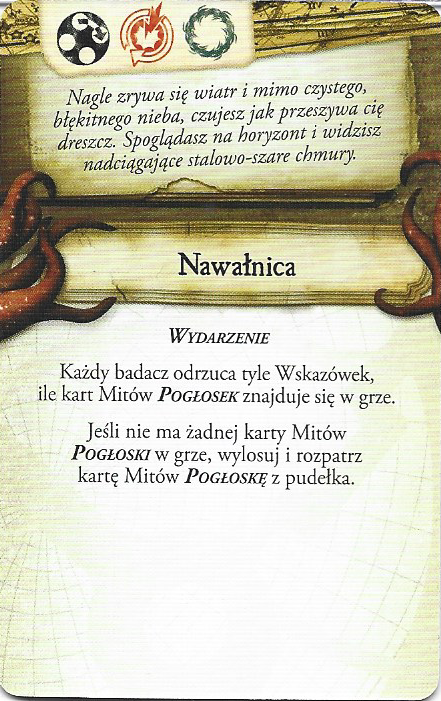 Nagle zrywa się wiatr i mimo czystego,
błękitnego nieba, czujesz jak przeszywa cię
dreszcz. Spoglądasz na horyzont i widzisz
nadciągające stalowo-szare chmury.
Nawałnica
WYDARZENIE
Każdy badacz odrzuca tyle Wskazówek,
ile kart Mitów POGŁOSEK znajduje się w grze.
Jeśli nie ma żadnej karty Mitów
POGŁOSKI w grze, wylosuj i rozpatrz
kartę Mitów POGŁOSKĘ z pudełka.